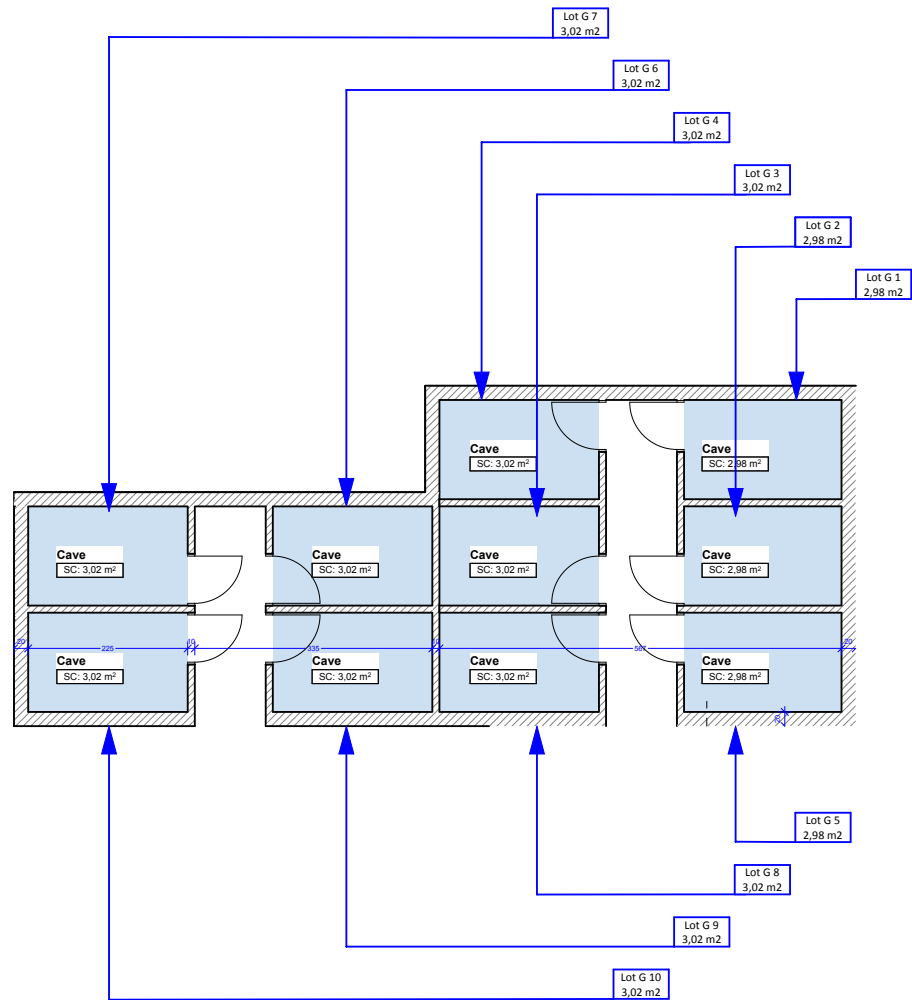 Lot G 7
3,02 m2
Lot G 6
3,02 m2
Lot G 4
3,02 m2
Lot G 3
3,02 m2
Lot G 2
2,98 m2
Lot G 1
2,98 m2
Cave
SC: 3,02 m²
Cave
SC: 2,98 m²
Cave
SC: 3,02 m²
Cave
SC: 3,02 m²
Cave
SC: 3,02 m²
Cave
SC: 2,98 m²
20
225
10
335
10
567
20
Cave
SC: 3,02 m²
Cave
SC: 3,02 m²
Cave
SC: 3,02 m²
Cave
SC: 2,98 m²
20
Lot G 5
2,98 m2
Lot G 8
3,02 m2
Lot G 9
3,02 m2
Lot G 10
3,02 m2